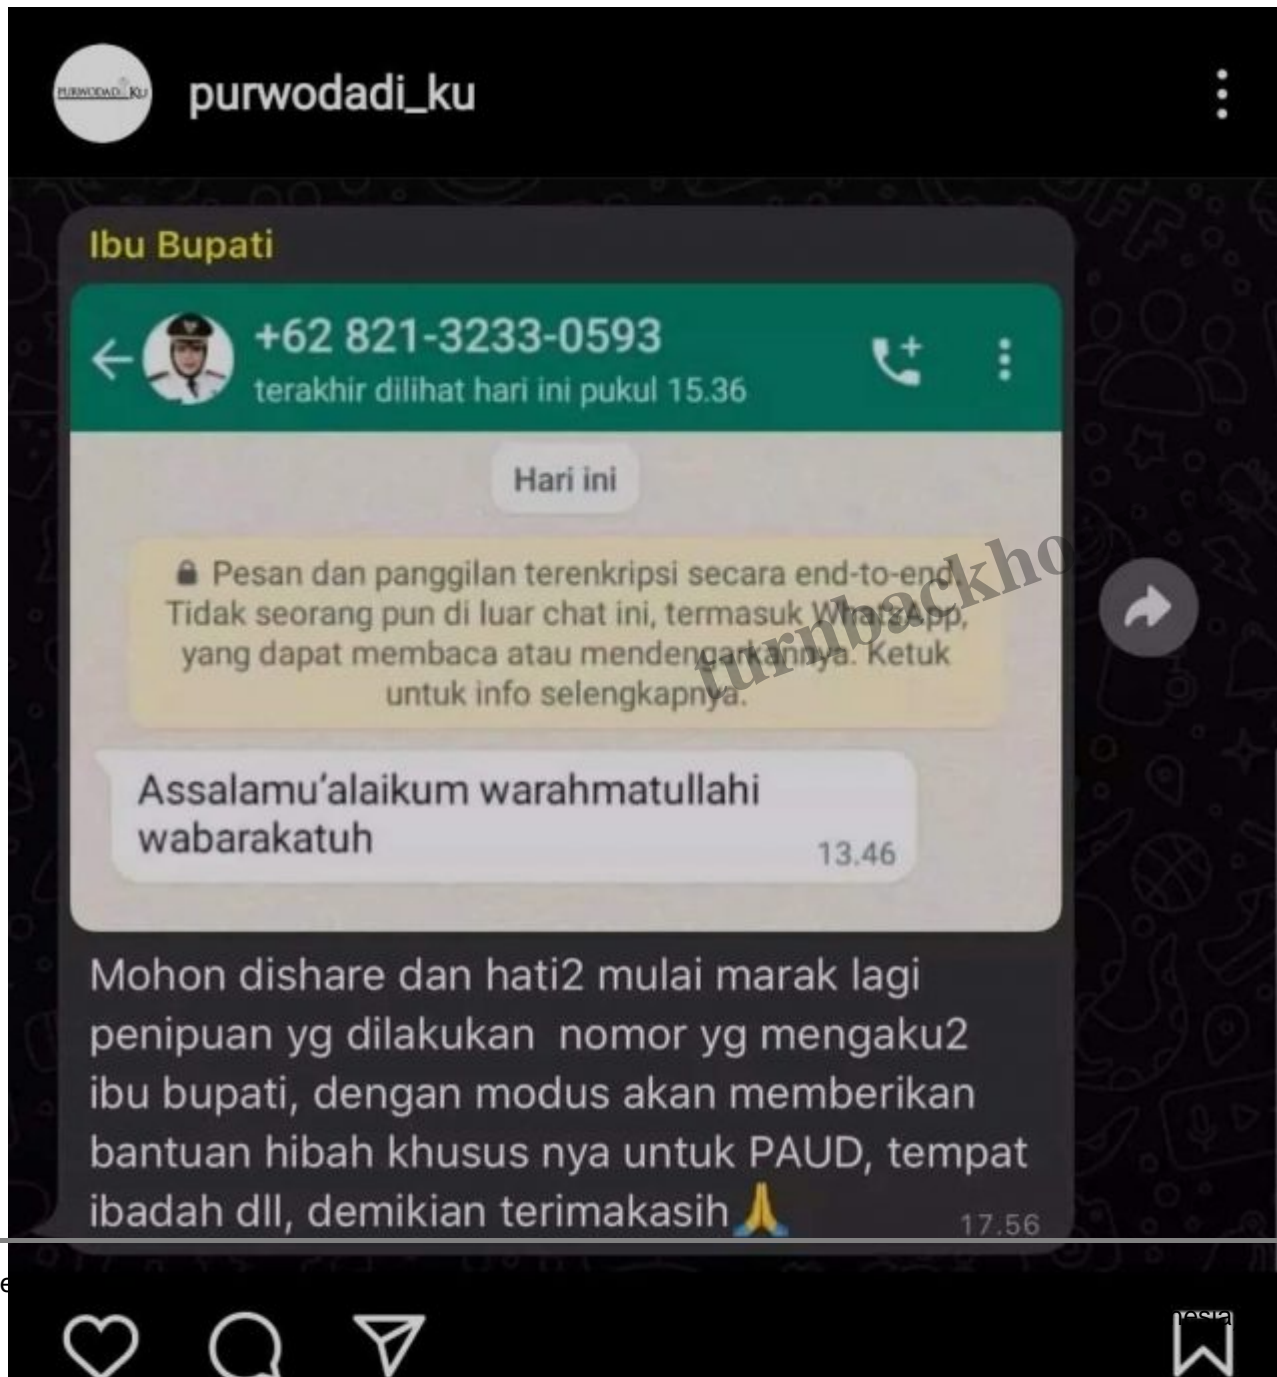 PURWODADI_KU
purwodadi_ku
Ibu Bupati
+62 821-3233-0593
terakhir dilihat hari ini pukul 15.36
Hari ini
Pesan dan panggilan terenkripsi secara end-to-end.
Tidak seorang pun di luar chat ini, termasuk WhatsApp,
yang dapat membaca atau mendengarkannya. Ketuk
untuk info selengkapnya.
turnbackho
Assalamu'alaikum warahmatullahi
wabarakatuh
13.46
Mohon dishare dan hati2 mulai marak lagi
penipuan yg dilakukan  nomor yg mengaku2
ibu bupati, dengan modus akan memberikan
bantuan hibah khusus nya untuk PAUD, tempat
ibadah dll, demikian terimakasih🙏
17.56